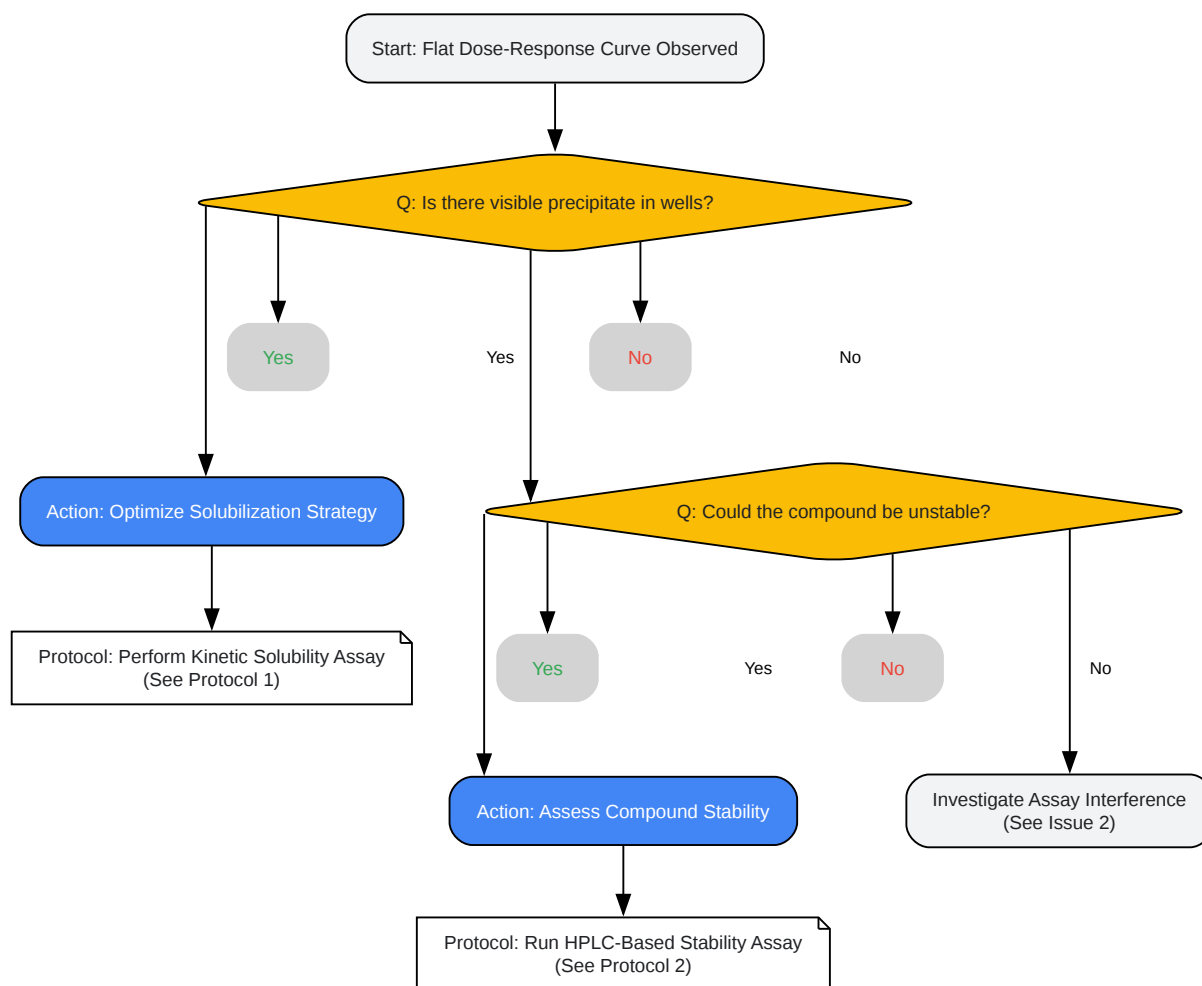 Start: Flat Dose-Response Curve Observed
Q: Is there visible precipitate in wells?
Yes
Yes
No
No
Action: Optimize Solubilization Strategy
Q: Could the compound be unstable?
Protocol: Perform Kinetic Solubility Assay
(See Protocol 1)
Yes
Yes
No
No
Action: Assess Compound Stability
Investigate Assay Interference
(See Issue 2)
Protocol: Run HPLC-Based Stability Assay
(See Protocol 2)